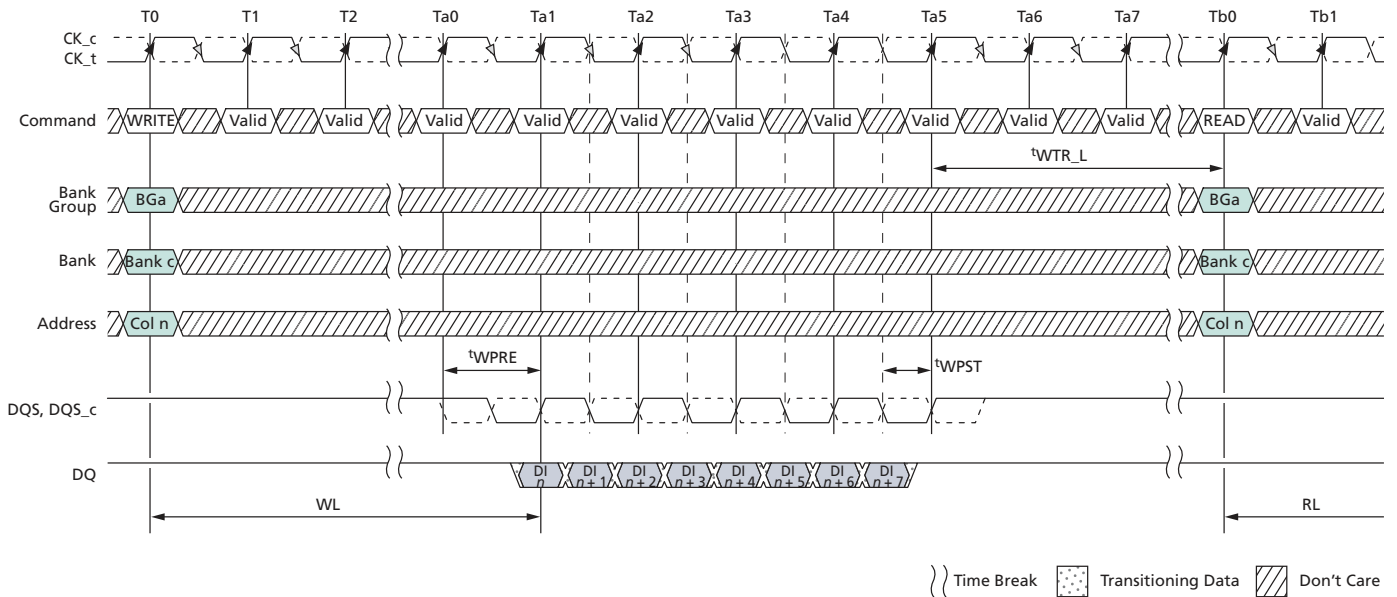 T0 T1 T2 Ta0 Ta1 Ta2 Ta3 Ta4 Ta5 Ta6 Ta7 Tb0 Tb1
CK_c
CK_t
Command WRITE Valid Valid Valid Valid Valid Valid Valid Valid Valid Valid READ Valid
tWTR_L
Bank Group BGa BGa
Bank Bank c Bank c
Address Col n Col n
tWPRE tWPST
DQS, DQS_c
DQ DI n DI n + 1 DI n + 2 DI n + 3 DI n + 4 DI n + 5 DI n + 6 DI n + 7
WL RL
Time Break Transitioning Data Don't Care